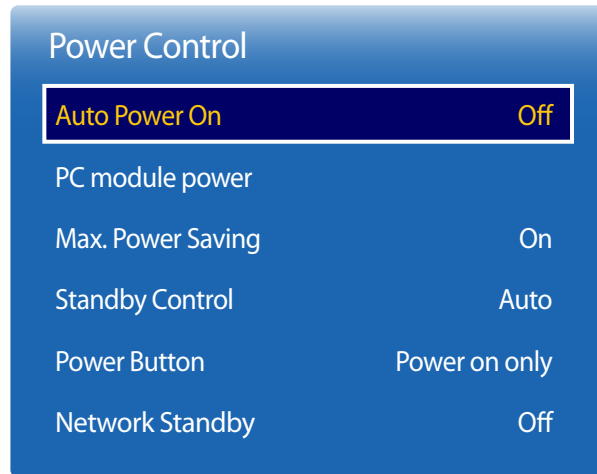 Power Control
Auto Power On Off
PC module power
Max. Power Saving On
Standby Control Auto
Power Button Power on only
Network Standby Off